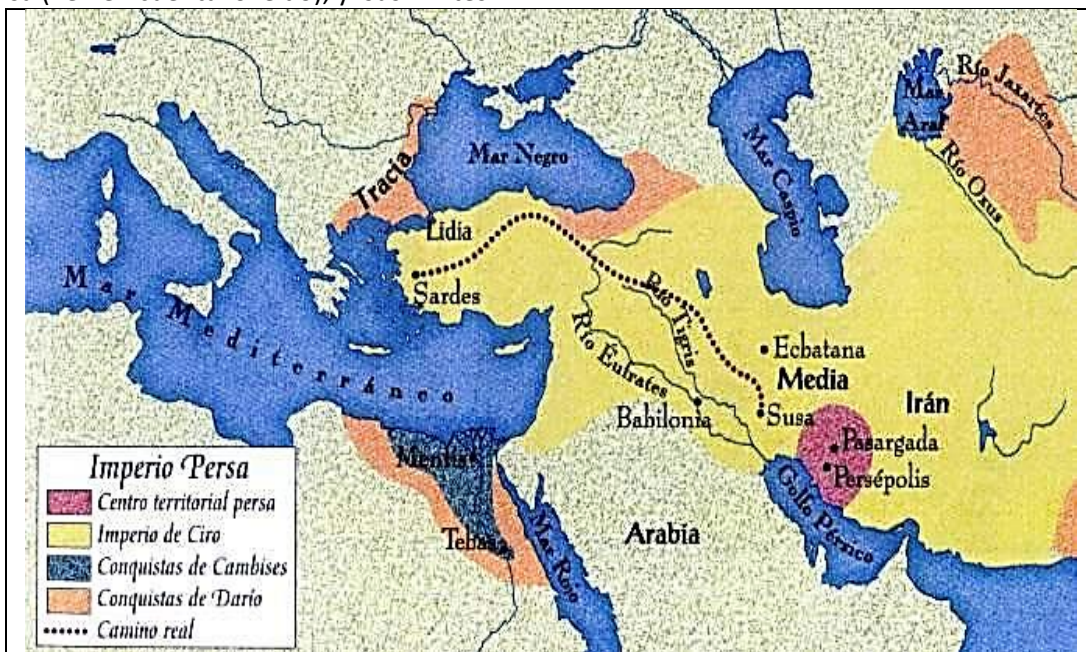 Mar Negro
Tracia
Mar Caspio
Mar Aral
Río Jaxartes
Río Oxus
Lidia
Sardes
Mar Mediterráneo
Río Tigris
Río Éufrates
Babilonia
Ecbatana
Media
Susa
Irán
Pasargada
Persépolis
Golfo Pérsico
Arabia
Menfis
Tebas
Mar Rojo
Imperio Persa
Centro territorial persa
Imperio de Ciro
Conquistas de Cambises
Conquistas de Darío
Camino real